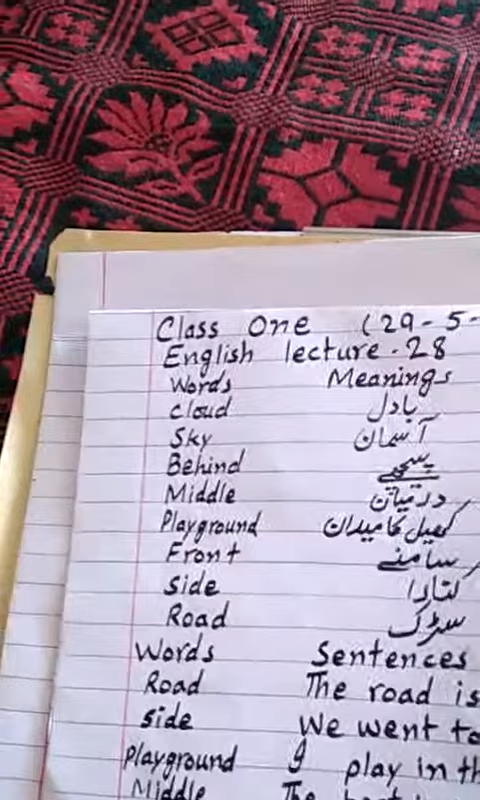 Class One (29-5-
English lecture.28
Words Meanings
Cloud بادل
Sky آسمان
Behind پیچھے
Middle درمیان
Playground کھیل کا میدان
Front سامنے
Side کنارا
Road سڑک
Words Sentences
Road The road is
Side We went to
Playground I play in th
Middle The